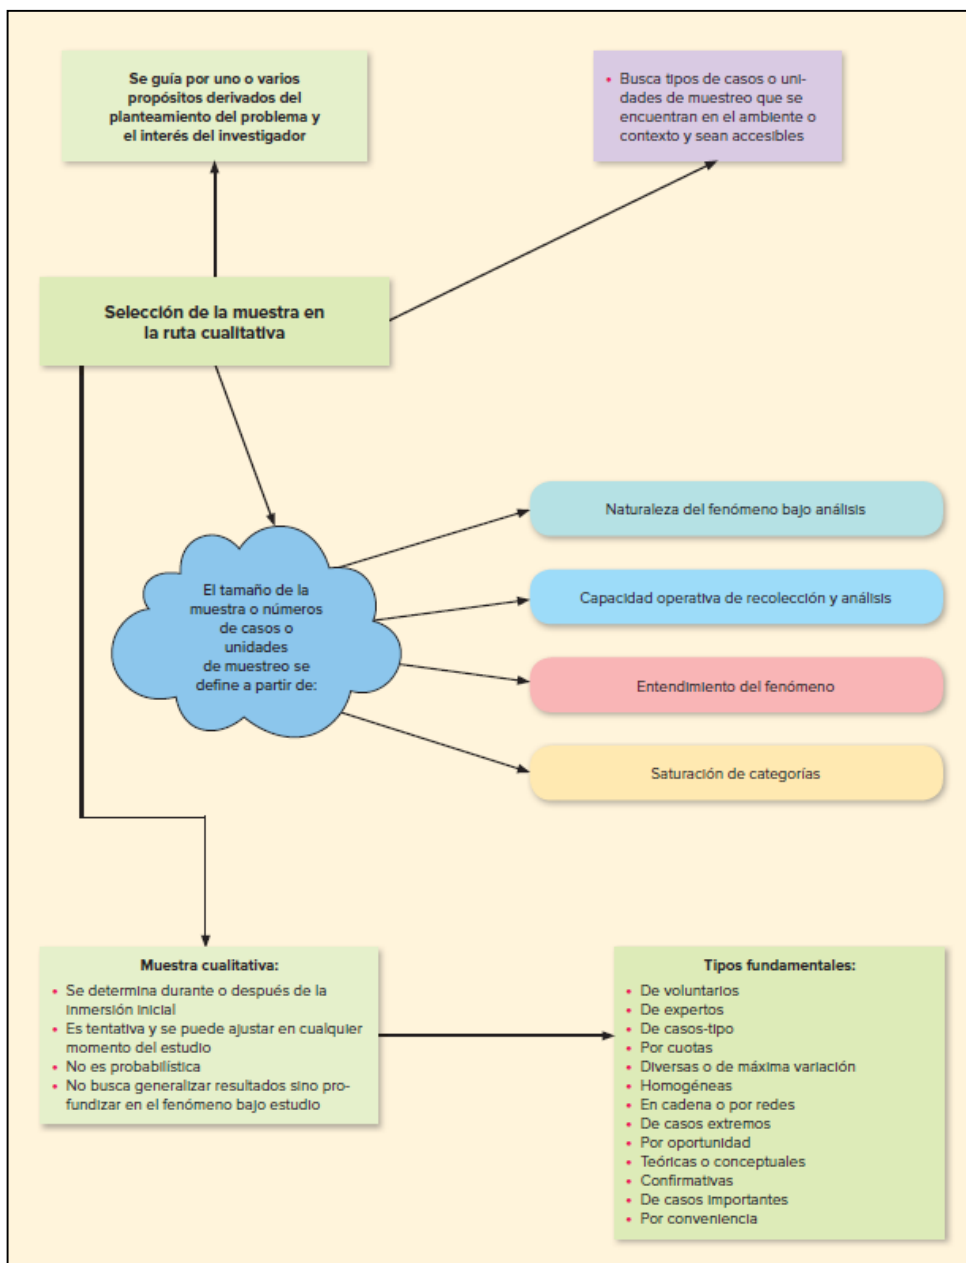 Se guía por uno o varios
propósitos derivados del
planteamiento del problema y
el interés del investigador
• Busca tipos de casos o uni-
dades de muestreo que se
encuentran en el ambiente o
contexto y sean accesibles
Selección de la muestra en
la ruta cualitativa
El tamaño de la
muestra o números
de casos o
unidades
de muestreo se
define a partir de:
Naturaleza del fenómeno bajo análisis
Capacidad operativa de recolección y análisis
Entendimiento del fenómeno
Saturación de categorías
Muestra cualitativa:
• Se determina durante o después de la
inmersión inicial
• Es tentativa y se puede ajustar en cualquier
momento del estudio
• No es probabilística
• No busca generalizar resultados sino pro-
fundizar en el fenómeno bajo estudio
Tipos fundamentales:
• De voluntarios
• De expertos
• De casos-tipo
• Por cuotas
• Diversas o de máxima variación
• Homogéneas
• En cadena o por redes
• De casos extremos
• Por oportunidad
• Teóricas o conceptuales
• Confirmativas
• De casos importantes
• Por conveniencia